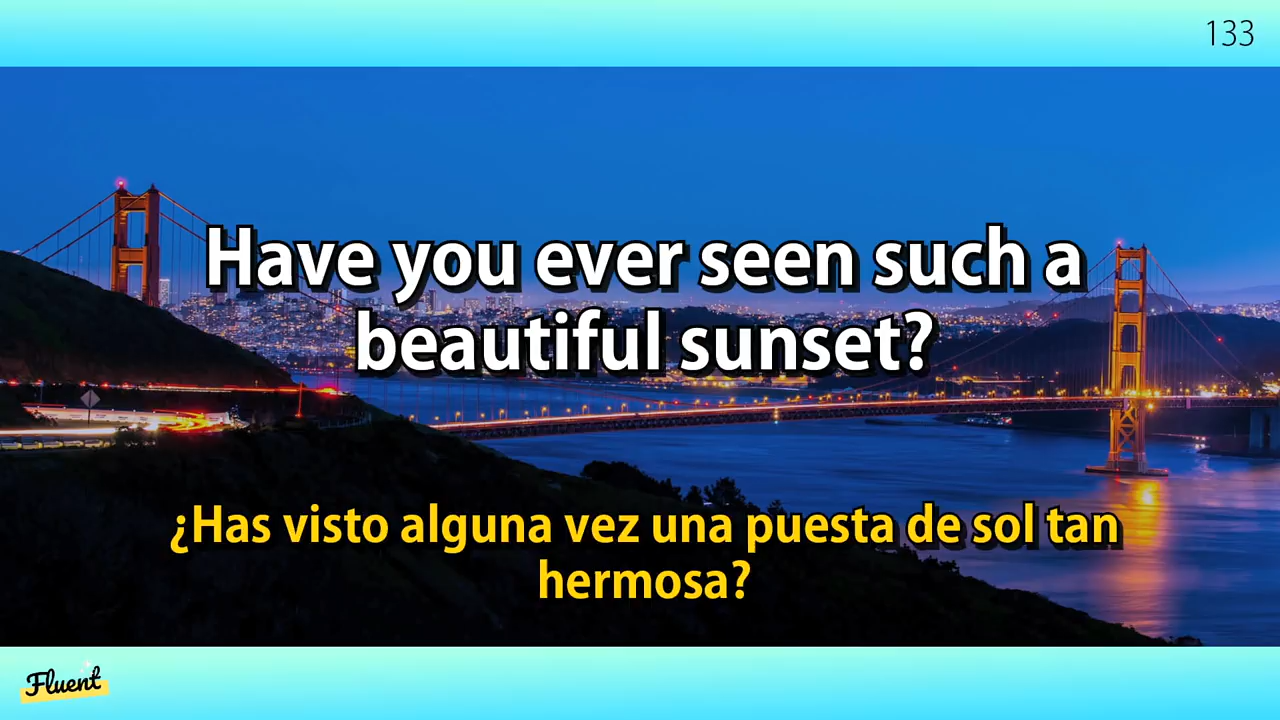 133
Have you ever seen such a
beautiful sunset?
¿Has visto alguna vez una puesta de sol tan
hermosa?
Fluent